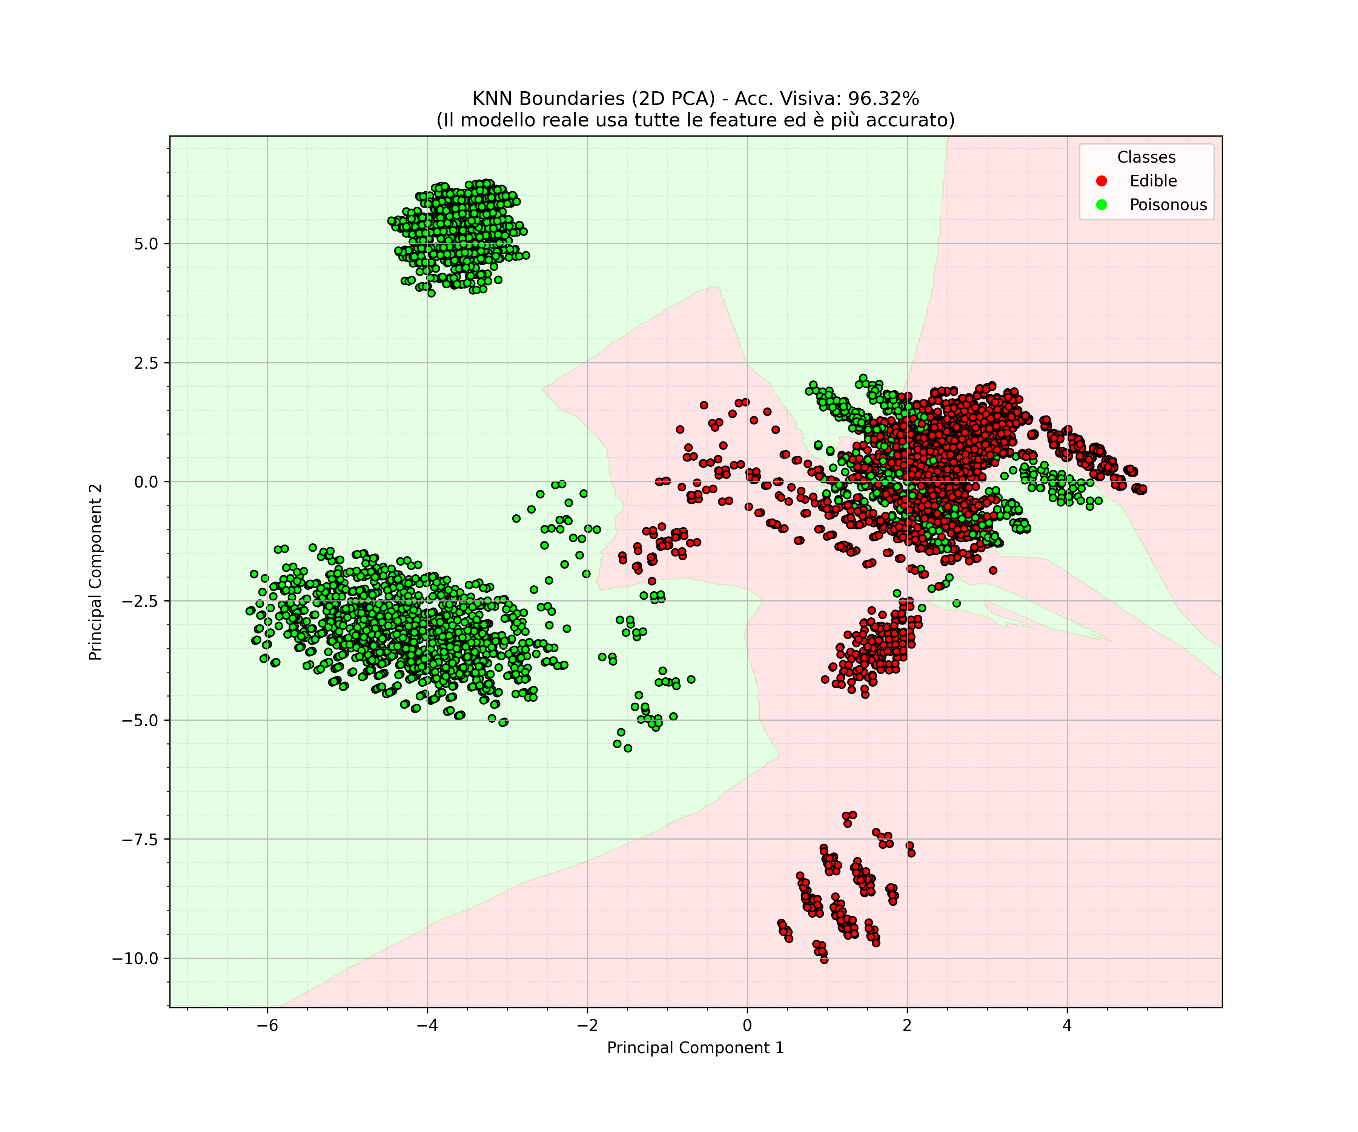 KNN Boundaries (2D PCA) - Acc. Visiva: 96.32%
(Il modello reale usa tutte le feature ed è più accurato)
Classes
Edible
Poisonous
5.0
2.5
0.0
−2.5
−5.0
−7.5
−10.0
Principal Component 2
−6 −4 −2 0 2 4
Principal Component 1